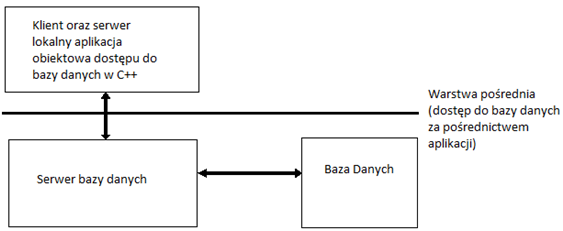 Klient oraz serwer
lokalny aplikacja
obiektowa dostępu do
bazy danych w C++
Warstwa pośrednia
(dostęp do bazy danych
za pośrednictwem
aplikacji)
Serwer bazy danych
Baza Danych